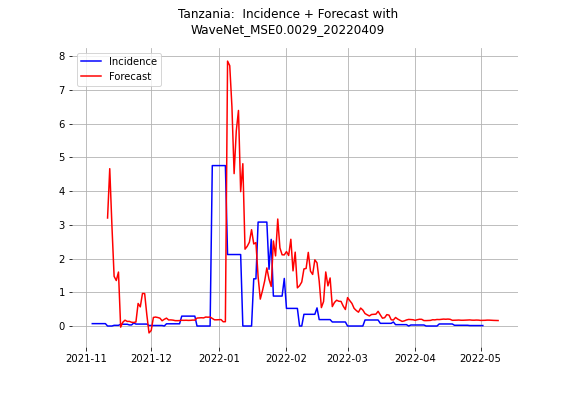 Tanzania:  Incidence + Forecast with
WaveNet_MSE0.0029_20220409
Incidence
Forecast
8
7
6
5
4
3
2
1
0
2021-11 2021-12 2022-01 2022-02 2022-03 2022-04 2022-05